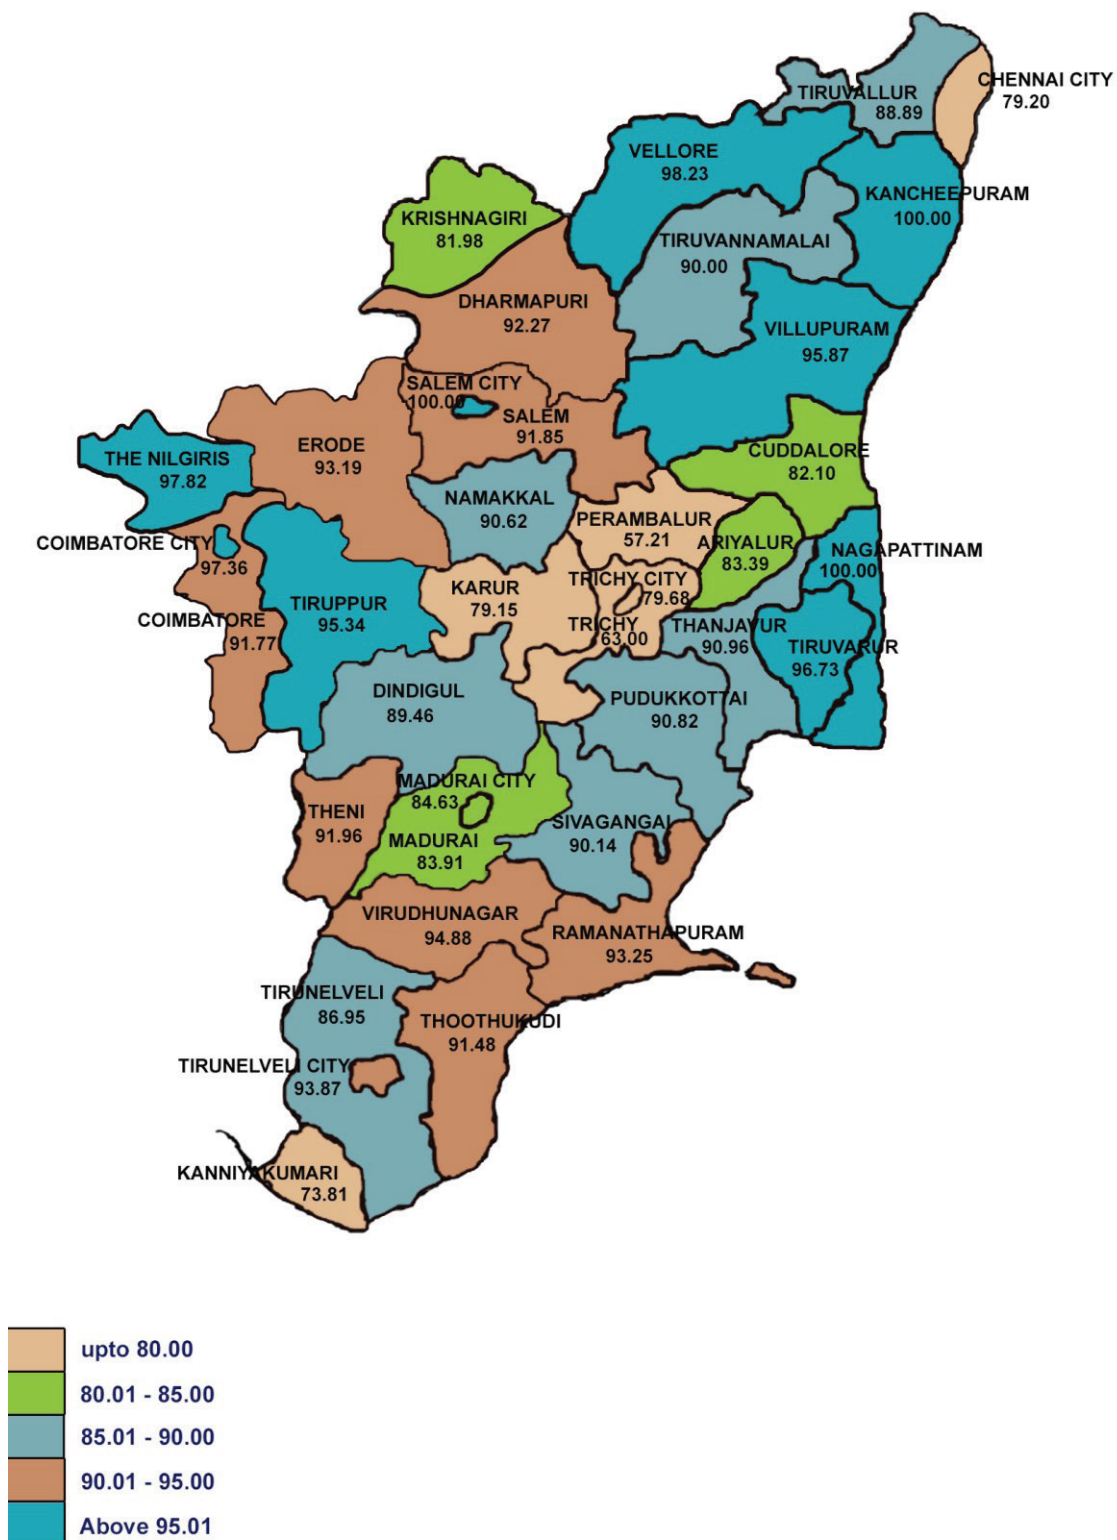 CHENNAI CITY
79.20
TIRUVALLUR
88.89
VELLORE
98.23
KANCHEEPURAM
100.00
KRISHNAGIRI
81.98
TIRUVANNAMALAI
90.00
DHARMAPURI
92.27
VILLUPURAM
95.87
SALEM CITY
100.00
SALEM
91.85
ERODE
93.19
CUDDALORE
82.10
THE NILGIRIS
97.82
NAMAKKAL
90.62
PERAMBALUR
57.21
ARIYALUR
83.39
NAGAPATTINAM
100.00
COIMBATORE CITY
97.36
TRICHY CITY
79.68
KARUR
79.15
TIRUPPUR
95.34
COIMBATORE
91.77
TRICHY
63.00
THANJAVUR
90.96
TIRUVARUR
96.73
DINDIGUL
89.46
PUDUKKOTTAI
90.82
MADURAI CITY
84.63
THENI
91.96
SIVAGANGAI
90.14
MADURAI
83.91
VIRUDHUNAGAR
94.88
RAMANATHAPURAM
93.25
TIRUNELVELI
86.95
THOOTHUKUDI
91.48
TIRUNELVELI CITY
93.87
KANNIYAKUMARI
73.81
upto 80.00
80.01 - 85.00
85.01 - 90.00
90.01 - 95.00
Above 95.01